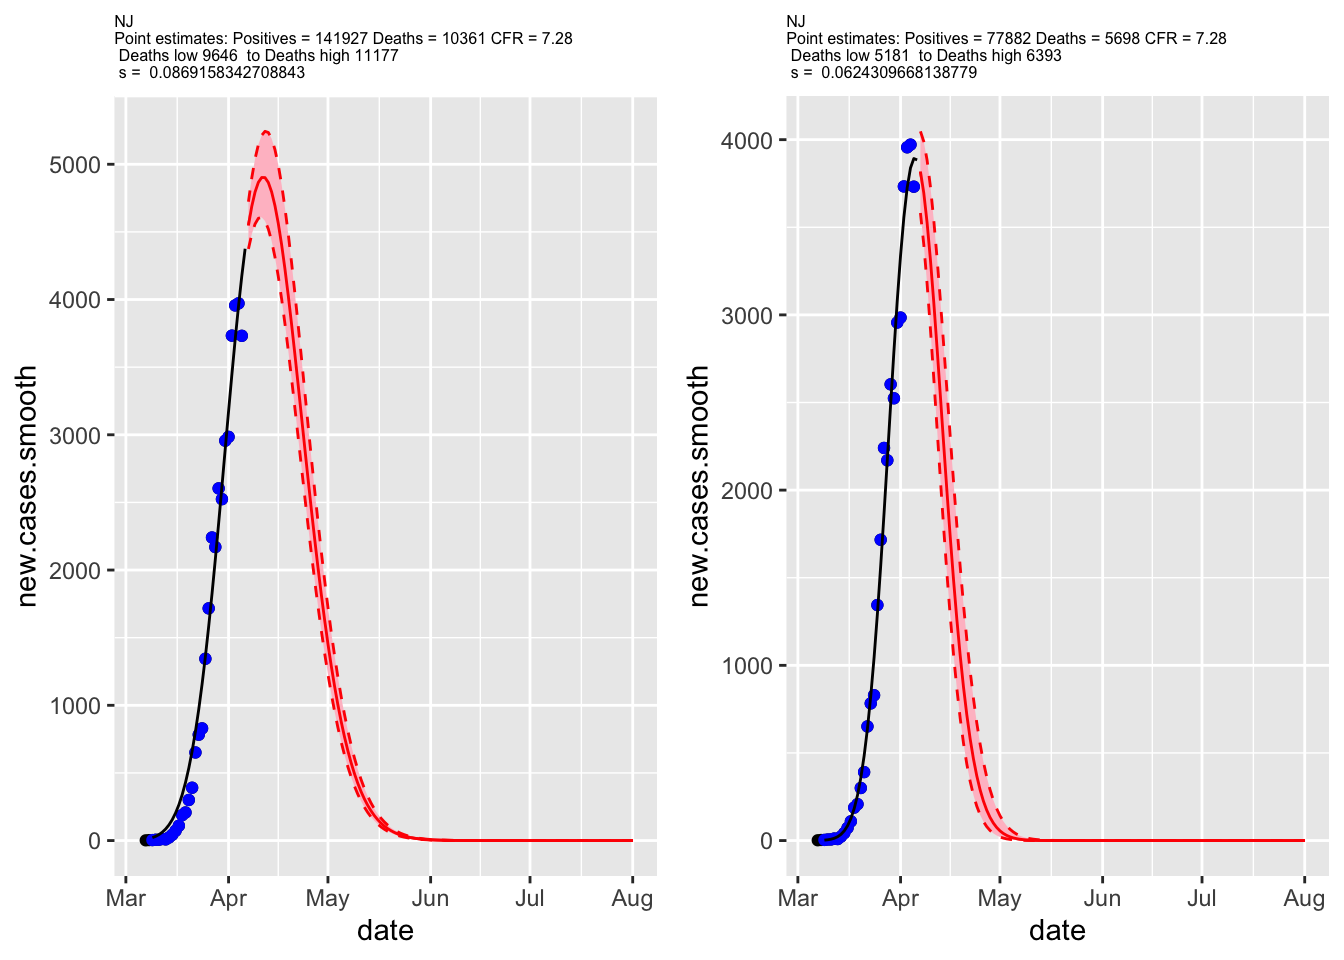 NJ
Point estimates: Positives = 141927 Deaths = 10361 CFR = 7.28
Deaths low 9646  to Deaths high 11177
s =  0.0869158342708843
5000
4000
3000
2000
1000
0
new.cases.smooth
Mar Apr May Jun Jul Aug
date
NJ
Point estimates: Positives = 77882 Deaths = 5698 CFR = 7.28
Deaths low 5181  to Deaths high 6393
s =  0.0624309668138779
4000
3000
2000
1000
0
new.cases.smooth
Mar Apr May Jun Jul Aug
date